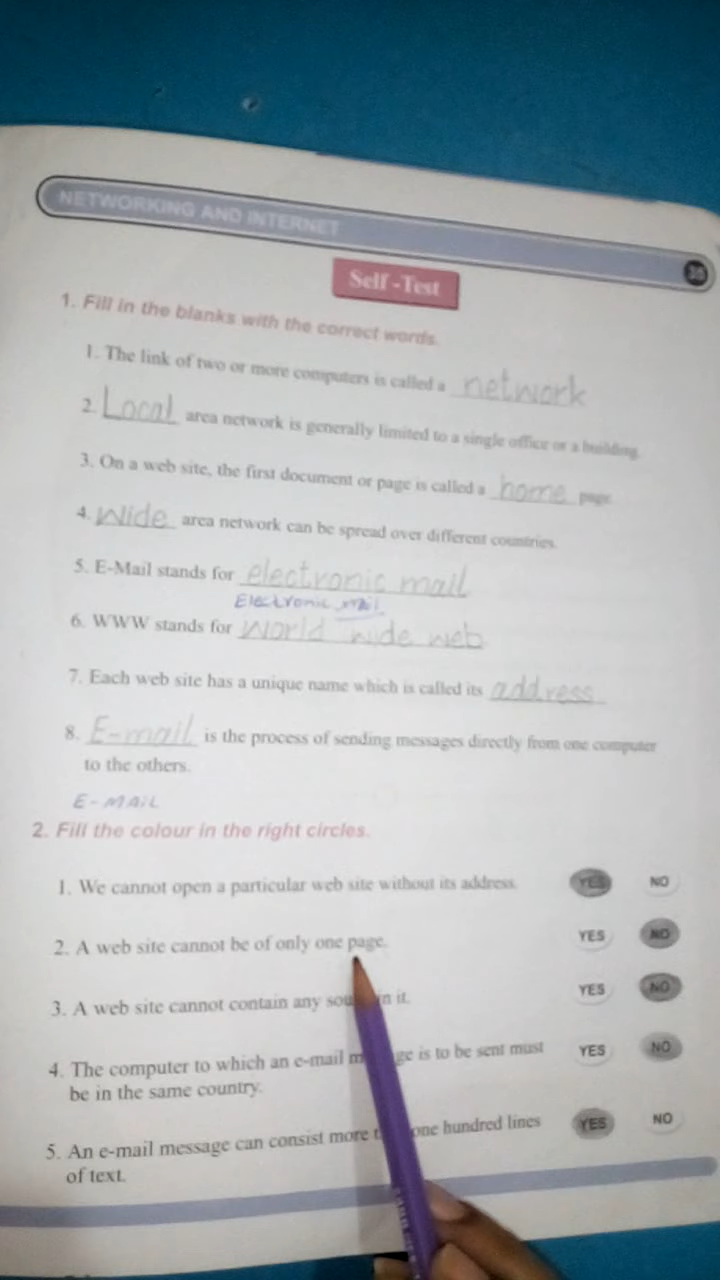 NETWORKING AND INTERNET
Self-Test
1. Fill in the blanks with the correct words.
1. The link of two or more computers is called a network
2. Local area network is generally limited to a single office or a building.
3. On a web site, the first document or page is called a home page
4. Wide area network can be spread over different countries.
5. E-Mail stands for electronic mail
Electronic mail
6. WWW stands for world wide web
7. Each web site has a unique name which is called its address
8. E-mail is the process of sending messages directly from one computer
to the others.
E-MAIL
2. Fill the colour in the right circles.
1. We cannot open a particular web site without its address. YES NO
2. A web site cannot be of only one page. YES NO
3. A web site cannot contain any in it. YES NO
4. The computer to which an e-mail is to be sent must YES NO
be in the same country.
5. An e-mail message can consist more one hundred lines YES NO
of text.